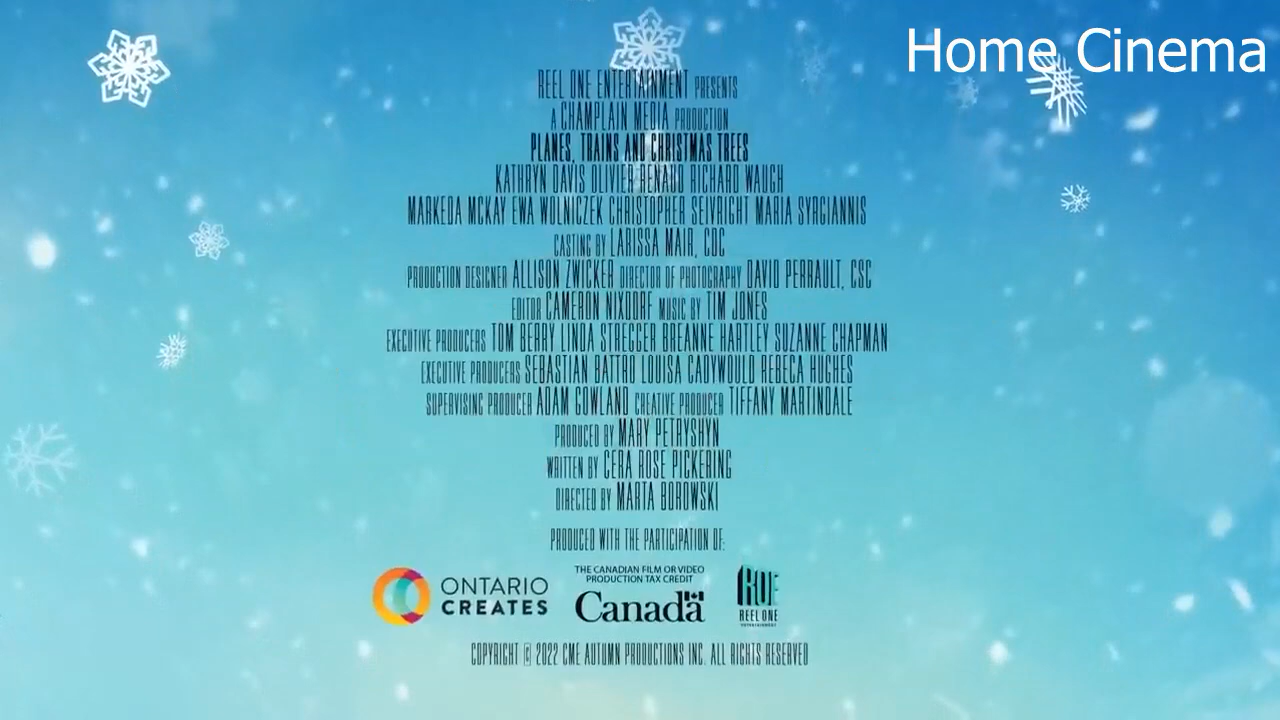 Home Cinema
REEL ONE ENTERTAINMENT PRESENTS
A CHAMPLAIN MEDIA PRODUCTION
PLANES, TRAINS AND CHRISTMAS TREES
KATHRYN DAVIS OLIVIER RENAUD RICHARD WAUGH
MARKEDA MCKAY EWA WOLNICZEK CHRISTOPHER SEIVRIGHT MARIA SYRGIANNIS
CASTING BY LARISSA MAIR, CDC
PRODUCTION DESIGNER ALLISON ZWICKER DIRECTOR OF PHOTOGRAPHY DAVID PERRAULT, CSC
EDITOR CAMERON NIXDORF MUSIC BY TIM JONES
EXECUTIVE PRODUCERS TOM BERRY LINDA STREGGER BREANNE HARTLEY SUZANNE CHAPMAN
EXECUTIVE PRODUCERS SEBASTIAN BATTRO LOUISA CADYWOULD REBECA HUGHES
SUPERVISING PRODUCER ADAM GOWLAND CREATIVE PRODUCER TIFFANY MARTINDALE
PRODUCED BY MARY PETRYSHYN
WRITTEN BY CERA ROSE PICKERING
DIRECTED BY MARTA BOROWSKI
PRODUCED WITH THE PARTICIPATION OF:
ONTARIO
CREATES
THE CANADIAN FILM OR VIDEO
PRODUCTION TAX CREDIT
Canada
ROE
REEL ONE
ENTERTAINMENT
COPYRIGHT © 2022 CME AUTUMN PRODUCTIONS INC. ALL RIGHTS RESERVED